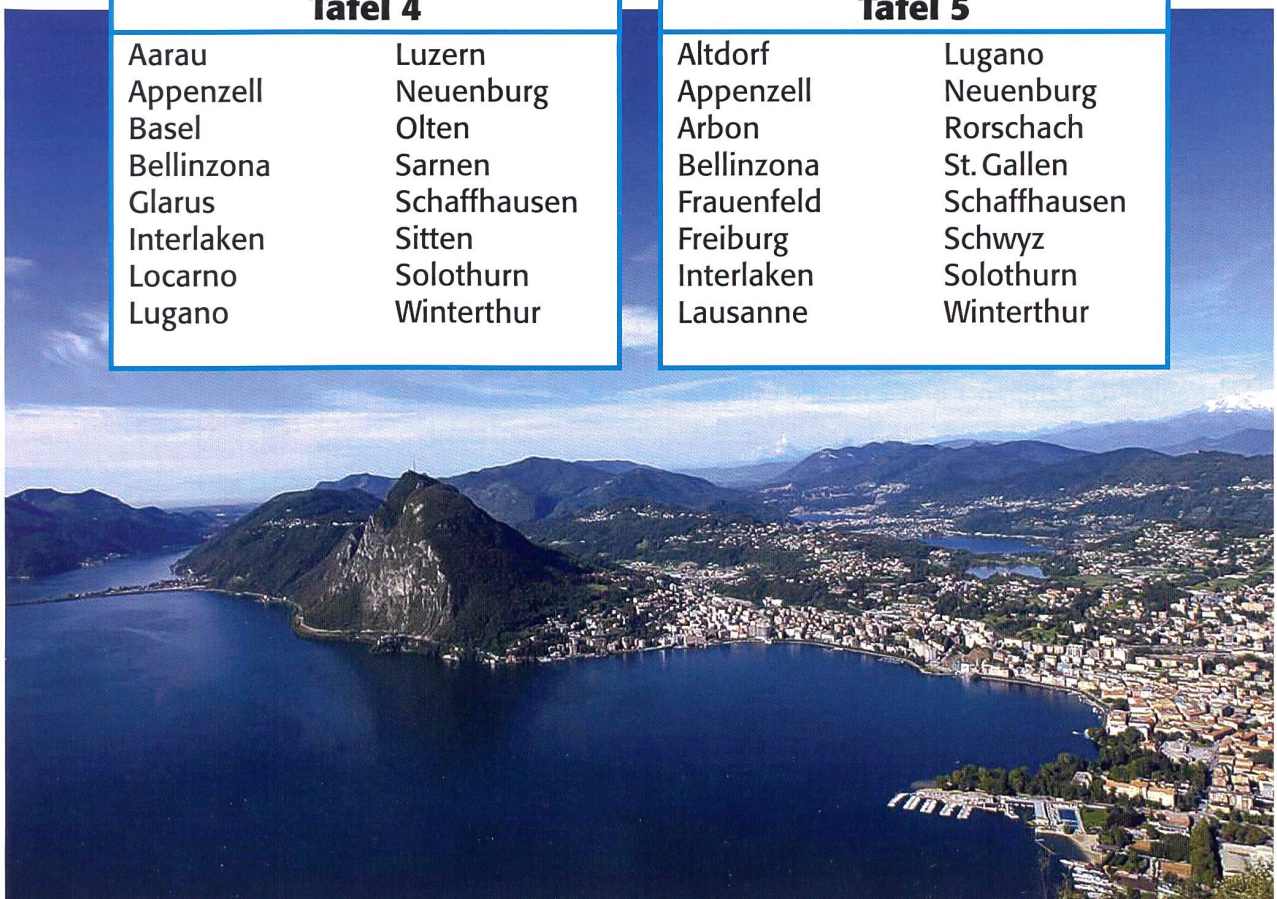 Tafel 4
Aarau
Appenzell
Basel
Bellinzona
Glarus
Interlaken
Locarno
Lugano
Luzern
Neuenburg
Olten
Sarnen
Schaffhausen
Sitten
Solothurn
Winterthur
Tafel 5
Altdorf
Appenzell
Arbon
Bellinzona
Frauenfeld
Freiburg
Interlaken
Lausanne
Lugano
Neuenburg
Rorschach
St. Gallen
Schaffhausen
Schwyz
Solothurn
Winterthur